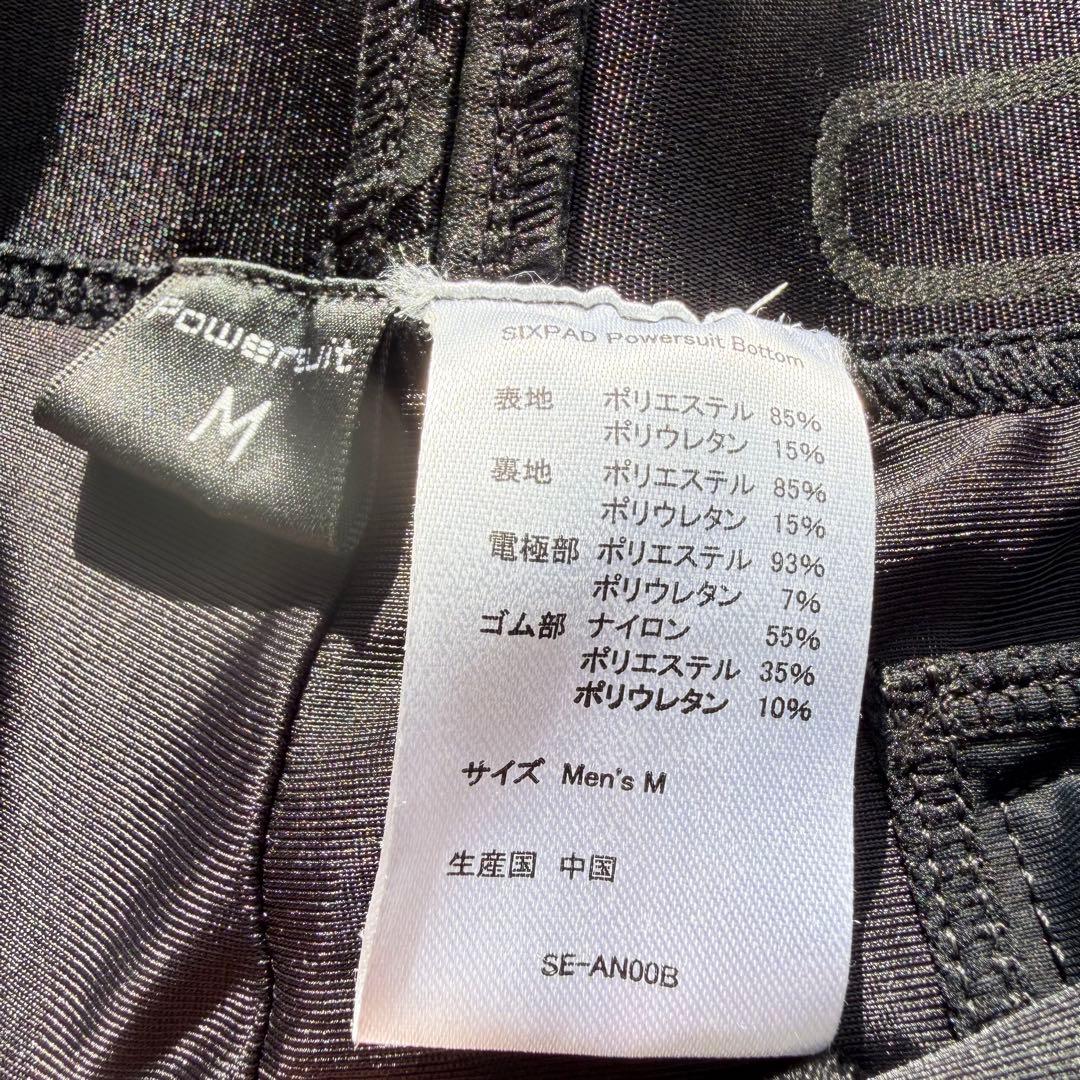 Powersuit
M
SIXPAD Powersuit Bottom
表地 ポリエステル 85%
ポリウレタン 15%
裏地 ポリエステル 85%
ポリウレタン 15%
電極部 ポリエステル 93%
ポリウレタン 7%
ゴム部 ナイロン 55%
ポリエステル 35%
ポリウレタン 10%
サイズ Men's M
生産国 中国
SE-AN00B